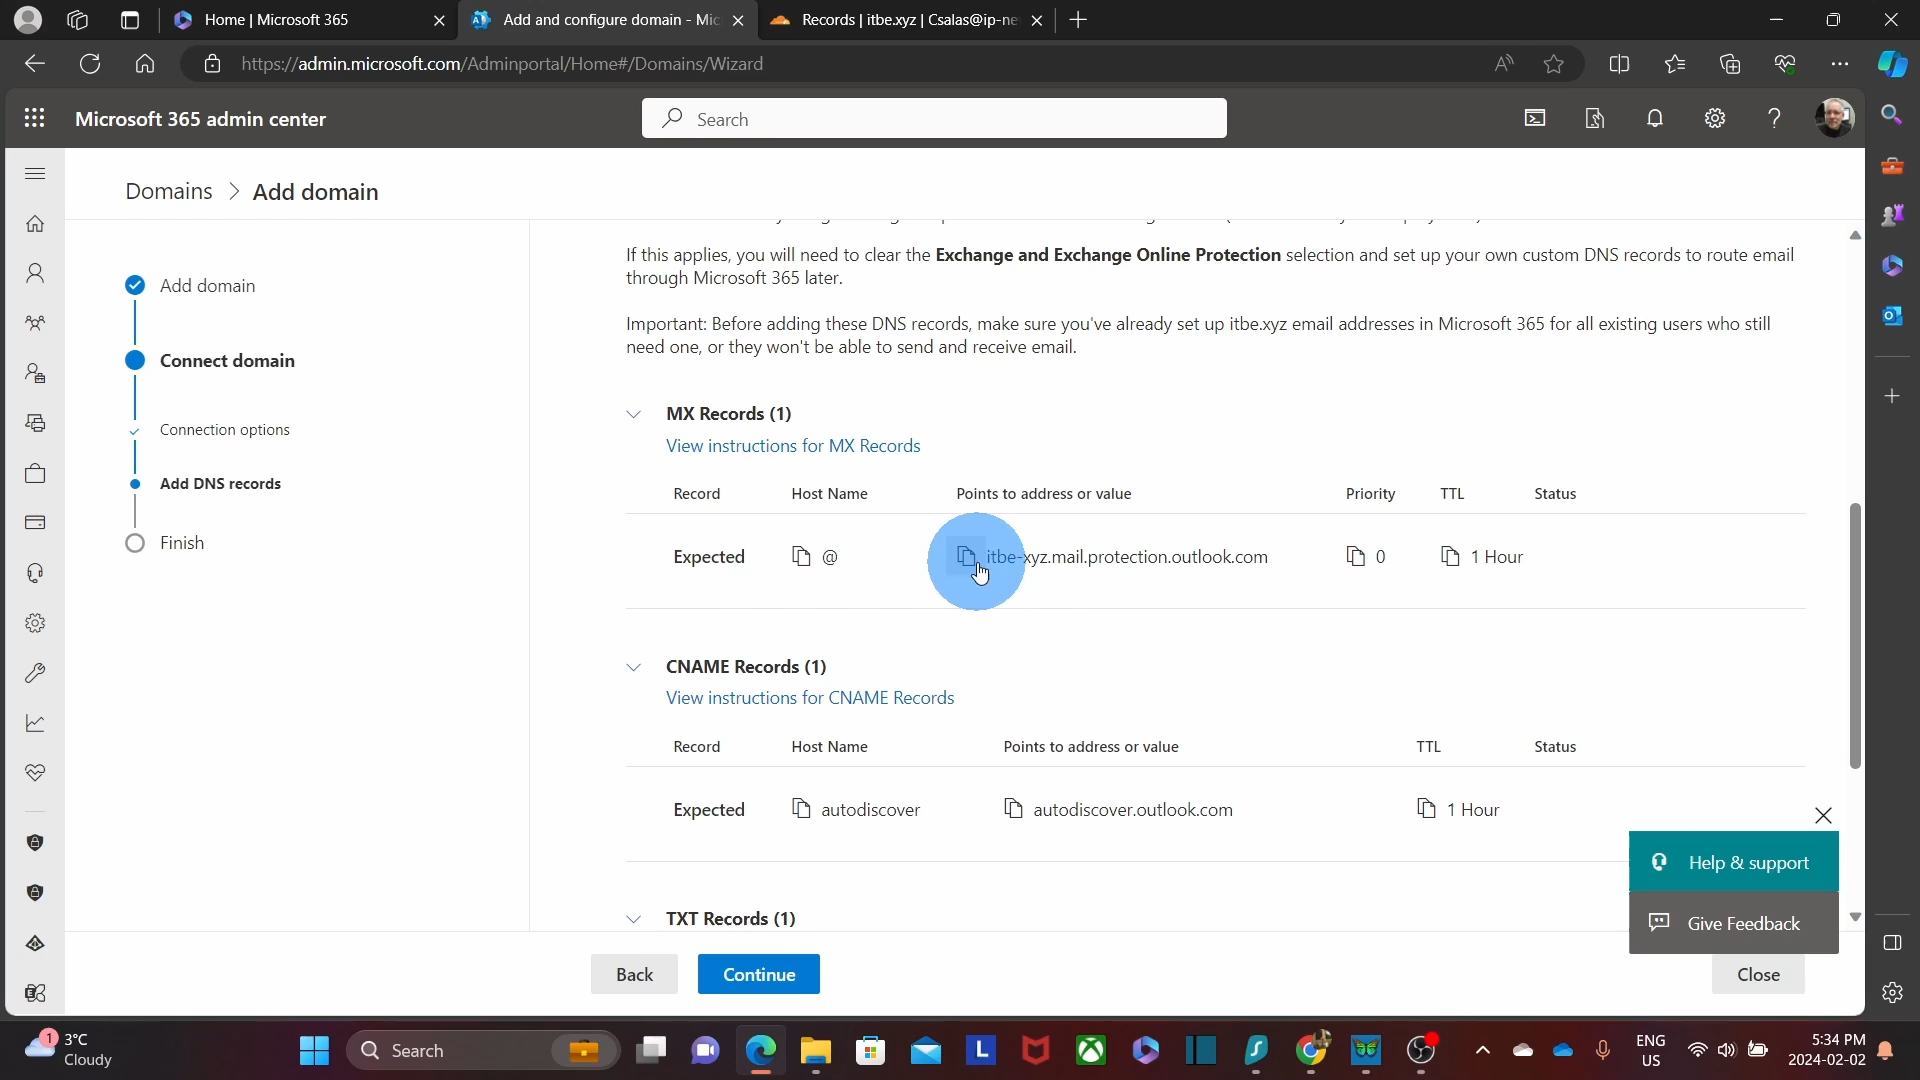 Home | Microsoft 365
Add and configure domain - Mic
Records | itbe.xyz | Csalas@ip-ne
https://admin.microsoft.com/Adminportal/Home#/Domains/Wizard
Microsoft 365 admin center
Search
Domains > Add domain
Add domain
Connect domain
Connection options
Add DNS records
Finish
If this applies, you will need to clear the Exchange and Exchange Online Protection selection and set up your own custom DNS records to route email
through Microsoft 365 later.
Important: Before adding these DNS records, make sure you've already set up itbe.xyz email addresses in Microsoft 365 for all existing users who still
need one, or they won't be able to send and receive email.
MX Records (1)
View instructions for MX Records
Record Host Name Points to address or value Priority TTL Status
Expected @ itbe-xyz.mail.protection.outlook.com 0 1 Hour
CNAME Records (1)
View instructions for CNAME Records
Record Host Name Points to address or value TTL Status
Expected autodiscover autodiscover.outlook.com 1 Hour
Help & support
TXT Records (1)
Give Feedback
Back
Continue
Close
1
3°C
Cloudy
Search
L
ENG
US
5:34 PM
2024-02-02